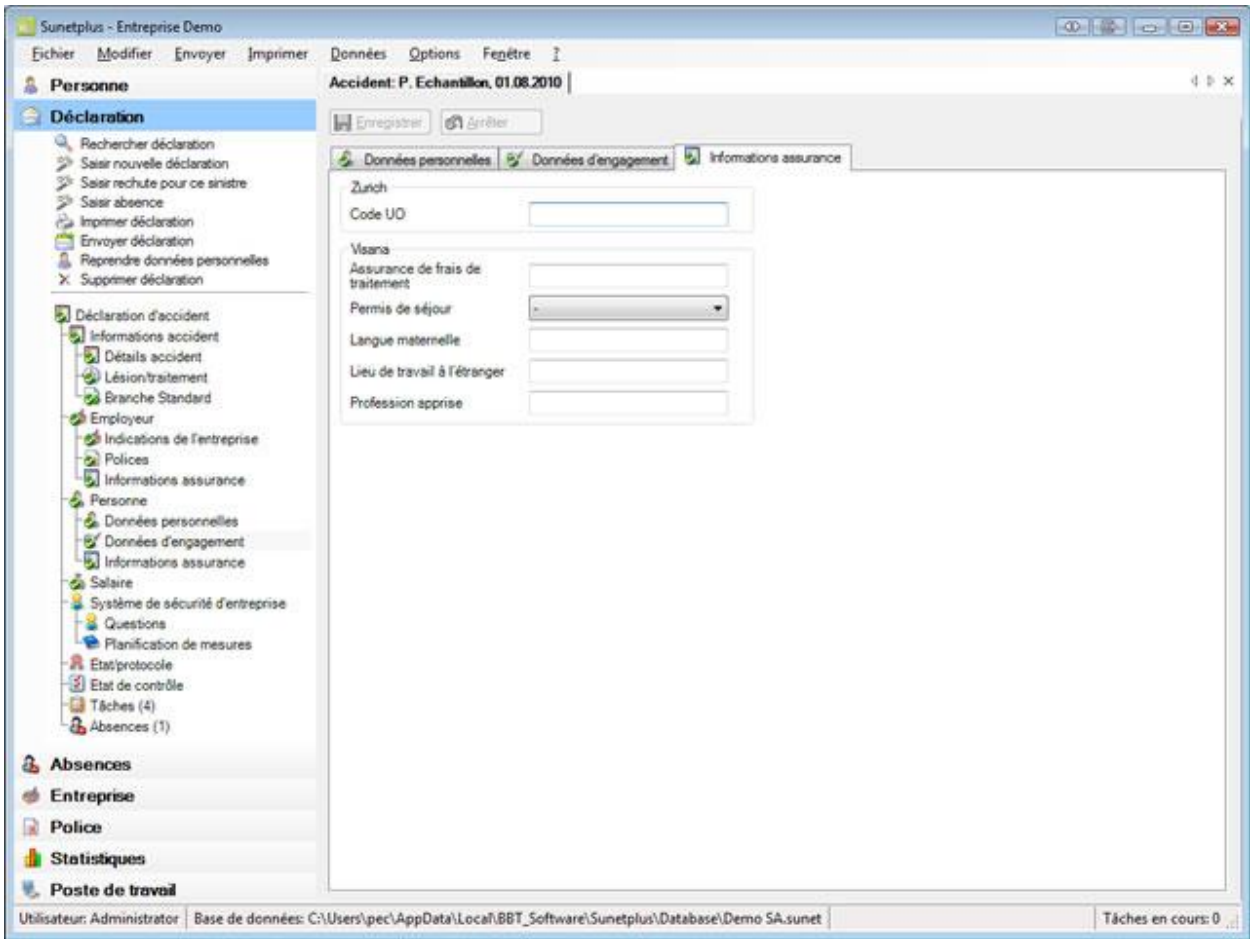 Sunetplus - Entreprise Demo
Fichier Modifier Envoyer Imprimer Données Options Fenêtre ?
Personne
Déclaration
Rechercher déclaration
Saisir nouvelle déclaration
Saisir rechute pour ce sinistre
Saisir absence
Imprimer déclaration
Envoyer déclaration
Reprendre données personnelles
Supprimer déclaration
Déclaration d'accident
Informations accident
Détails accident
Lésion/traitement
Branche Standard
Employeur
Indications de l'entreprise
Polices
Informations assurance
Personne
Données personnelles
Données d'engagement
Informations assurance
Salaire
Système de sécurité d'entreprise
Questions
Planification de mesures
Etat/protocole
Etat de contrôle
Tâches (4)
Absences (1)
Absences
Entreprise
Police
Statistiques
Poste de travail
Accident: P. Echantillon, 01.08.2010
Enregistrer Arrêter
Données personnelles Données d'engagement Informations assurance
Zurich
Code UO
Visana
Assurance de frais de
traitement
Permis de séjour -
Langue maternelle
Lieu de travail à l'étranger
Profession apprise
Utilisateur: Administrator Base de données: C:\Users\pec\AppData\Local\BBT_Software\Sunetplus\Database\Demo SA.sunet Tâches en cours: 0